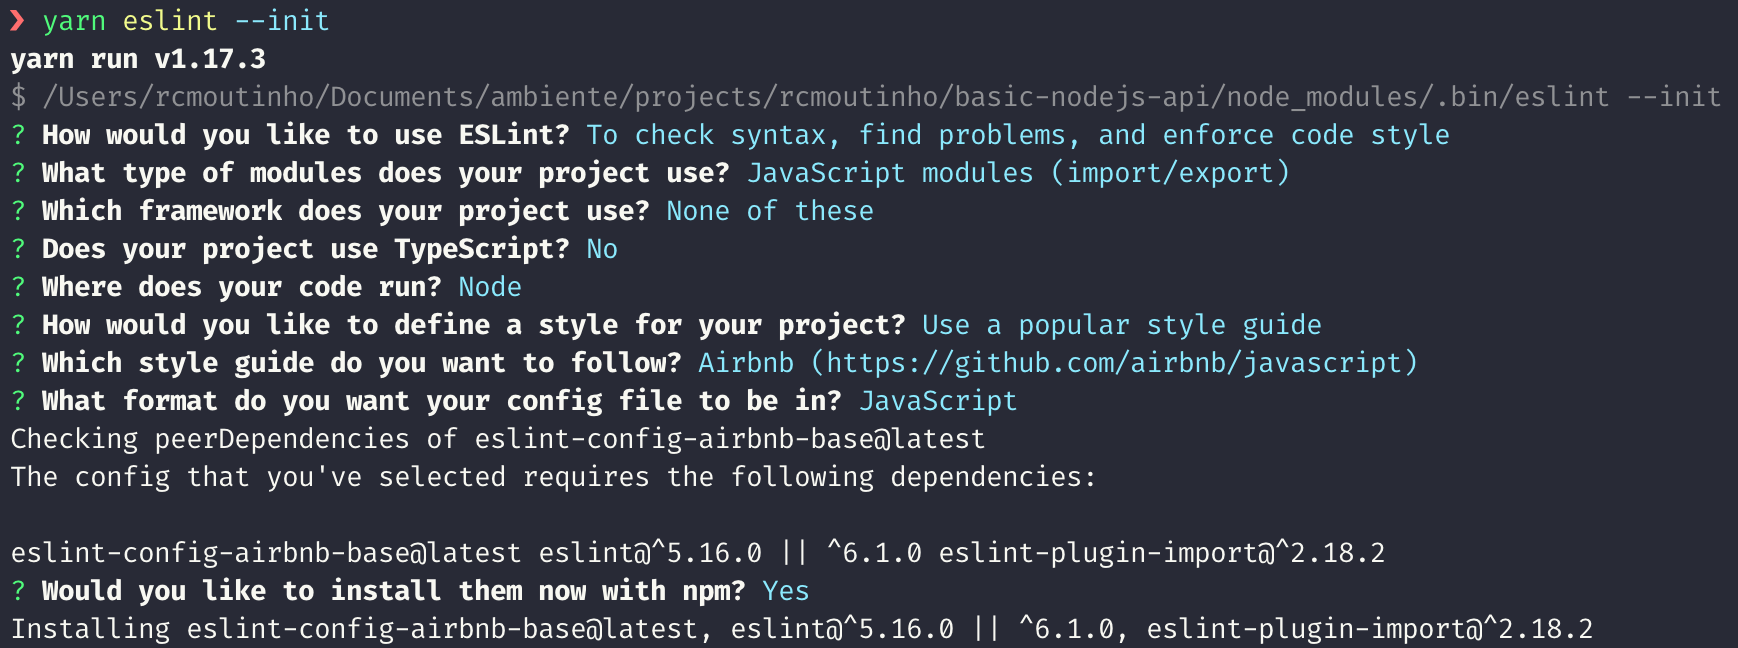 ❯ yarn eslint --init
yarn run v1.17.3
$ /Users/rcmoutinho/Documents/ambiente/projects/rcmoutinho/basic-nodejs-api/node_modules/.bin/eslint --init
? How would you like to use ESLint? To check syntax, find problems, and enforce code style
? What type of modules does your project use? JavaScript modules (import/export)
? Which framework does your project use? None of these
? Does your project use TypeScript? No
? Where does your code run? Node
? How would you like to define a style for your project? Use a popular style guide
? Which style guide do you want to follow? Airbnb (https://github.com/airbnb/javascript)
? What format do you want your config file to be in? JavaScript
Checking peerDependencies of eslint-config-airbnb-base@latest
The config that you've selected requires the following dependencies:

eslint-config-airbnb-base@latest eslint@^5.16.0 || ^6.1.0 eslint-plugin-import@^2.18.2
? Would you like to install them now with npm? Yes
Installing eslint-config-airbnb-base@latest, eslint@^5.16.0 || ^6.1.0, eslint-plugin-import@^2.18.2